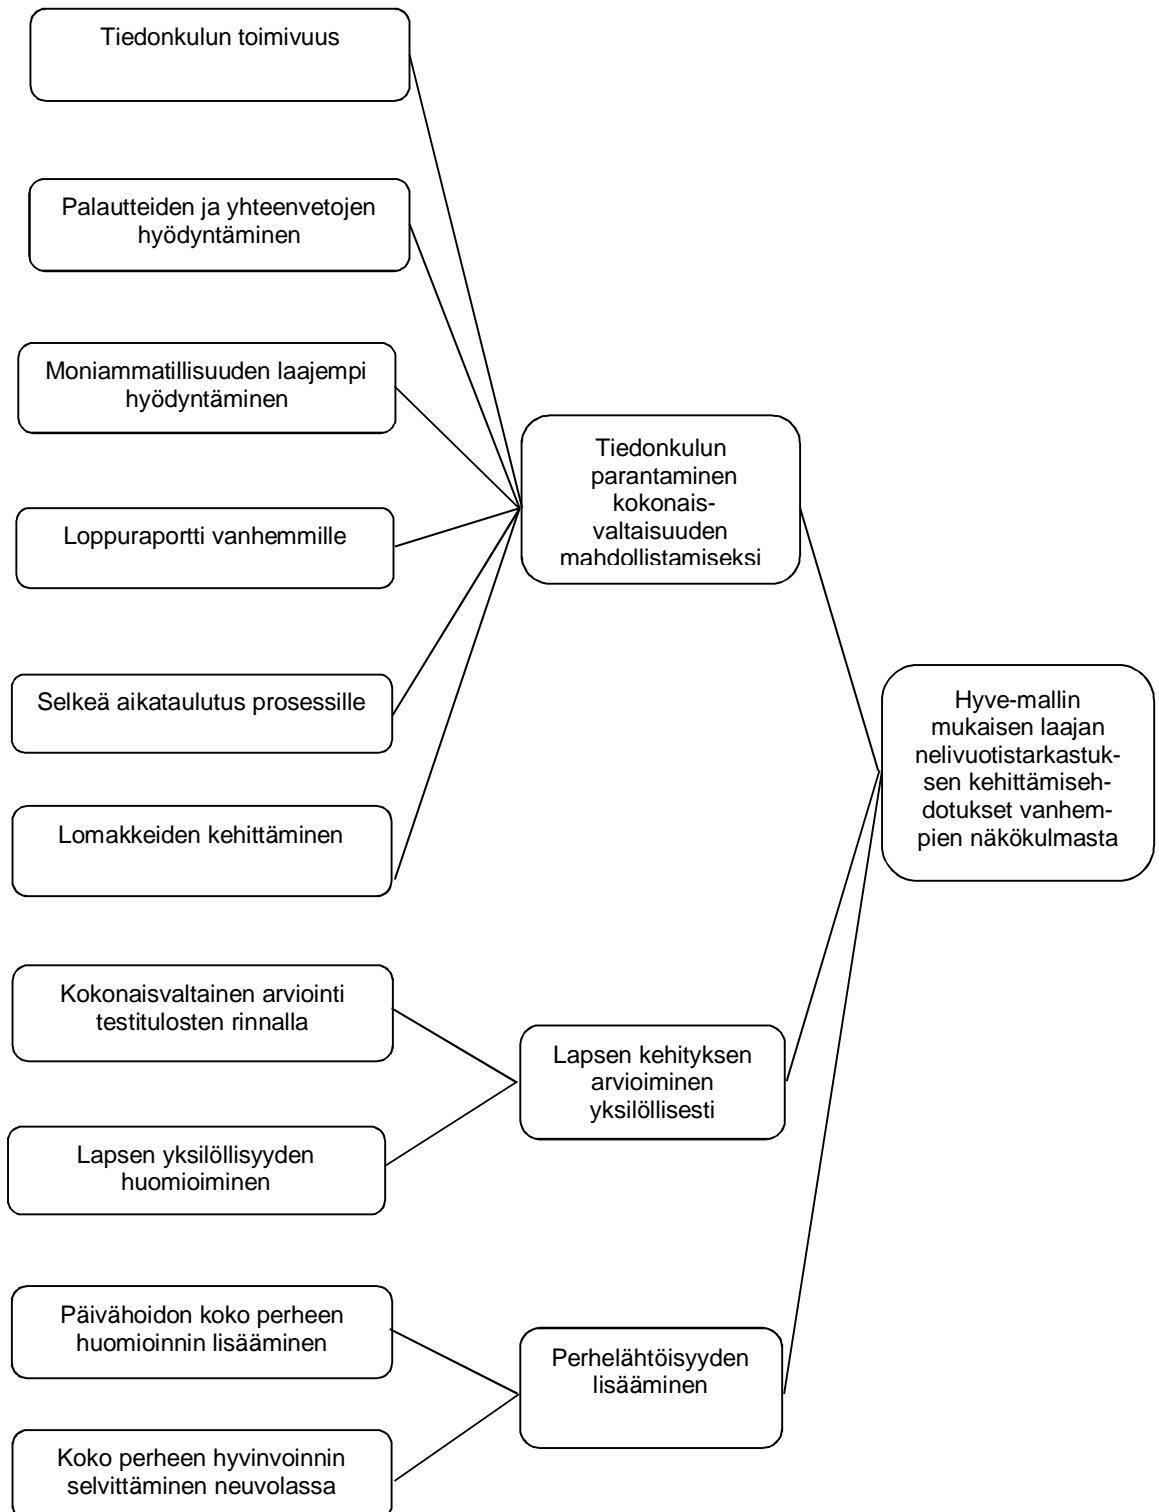 Tiedonkulun toimivuus
Palautteiden ja yhteenvetojen
hyödyntäminen
Moniammatillisuuden laajempi
hyödyntäminen
Loppuraportti vanhemmille
Selkeä aikataulutus prosessille
Lomakkeiden kehittäminen
Kokonaisvaltainen arviointi
testitulosten rinnalla
Lapsen yksilöllisyyden
huomioiminen
Päivähoidon koko perheen
huomioinnin lisääminen
Koko perheen hyvinvoinnin
selvittäminen neuvolassa
Tiedonkulun
parantaminen
kokonais-
valtaisuuden
mahdollistamiseksi
Lapsen kehityksen
arvioiminen
yksilöllisesti
Perhelähtöisyyden
lisääminen
Hyve-mallin
mukaisen laajan
nelivuotistarkastuk-
sen kehittämiseh-
dotukset vanhem-
pien näkökulmasta